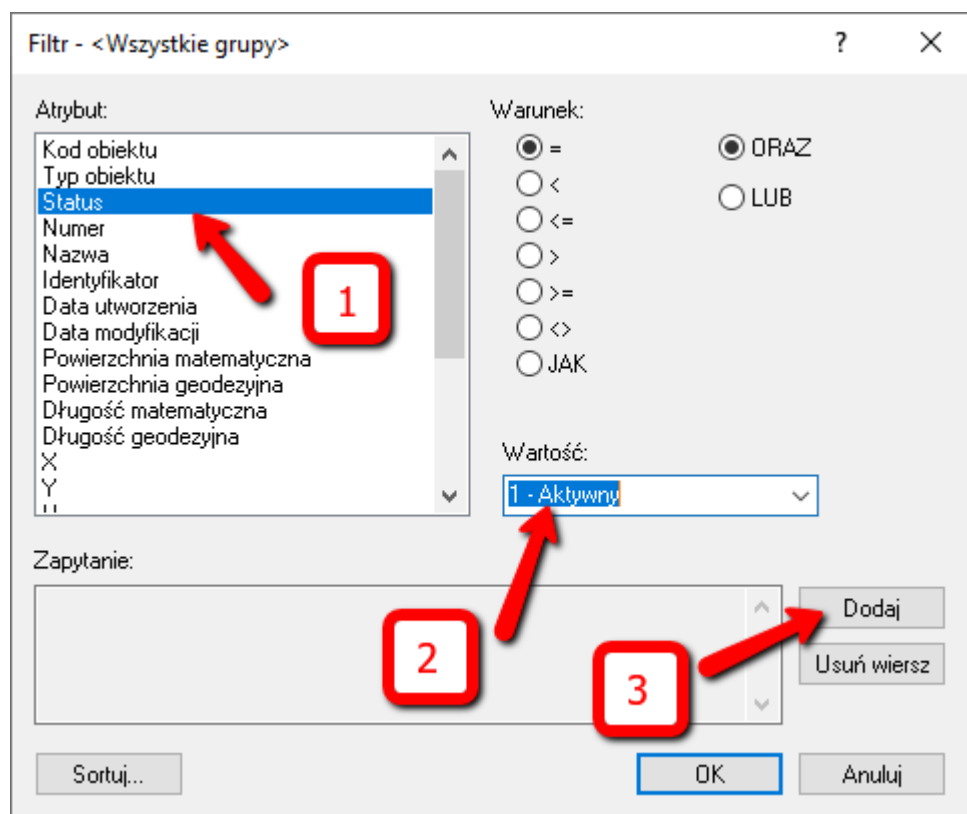 Filtr - <Wszystkie grupy>
?
Atrybut:
Kod obiektu
Typ obiektu
Status
Numer
Nazwa
Identyfikator
Data utworzenia
Data modyfikacji
Powierzchnia matematyczna
Powierzchnia geodezyjna
Długość matematyczna
Długość geodezyjna
X
Y
1
Warunek:
=
<
<=
>
>=
<>
JAK
ORAZ
LUB
Wartość:
1 - Aktywny
2
Zapytanie:
3
Dodaj
Usuń wiersz
Sortuj...
OK
Anuluj